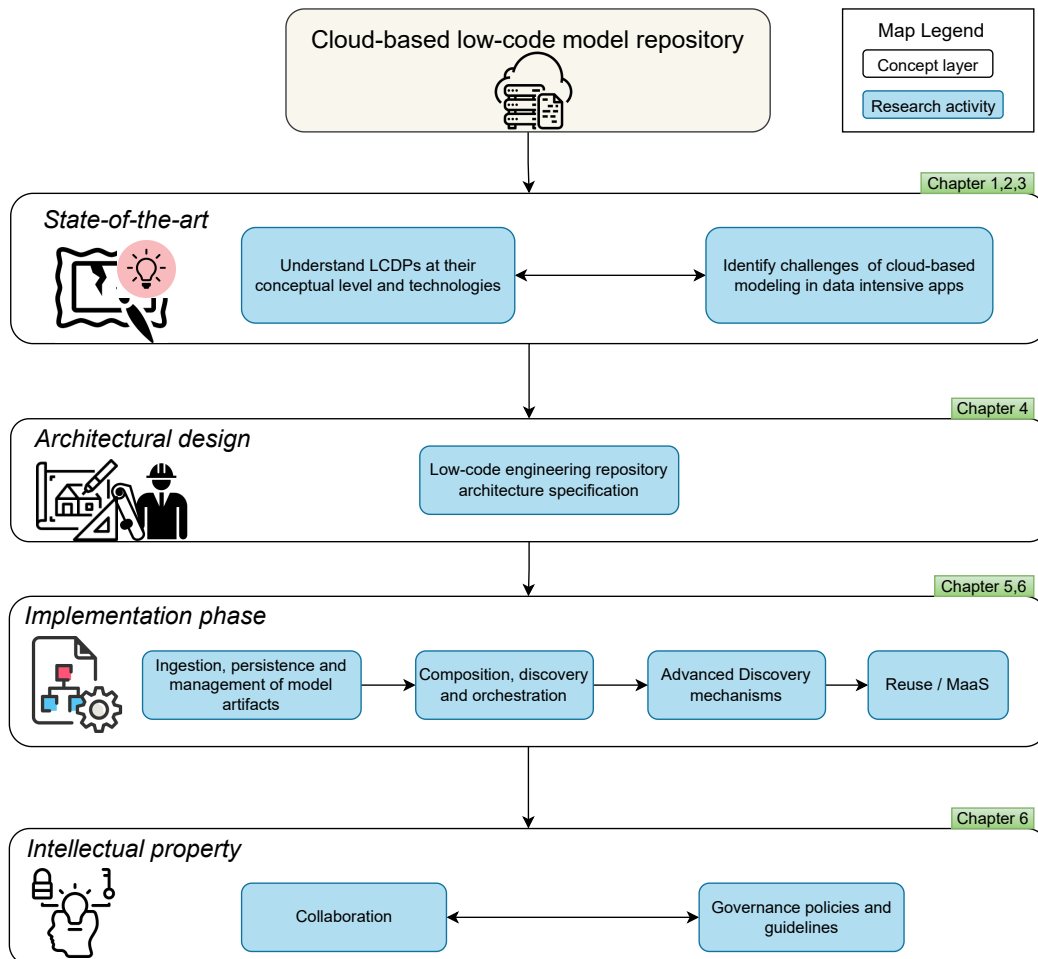 Cloud-based low-code model repository
Map Legend
Concept layer
Research activity
Chapter 1,2,3
State-of-the-art
Understand LCDPs at their
conceptual level and technologies
Identify challenges of cloud-based
modeling in data intensive apps
Chapter 4
Architectural design
Low-code engineering repository
architecture specification
Chapter 5,6
Implementation phase
Ingestion, persistence and
management of model
artifacts
Composition, discovery
and orchestration
Advanced Discovery
mechanisms
Reuse / MaaS
Chapter 6
Intellectual property
Collaboration
Governance policies and
guidelines